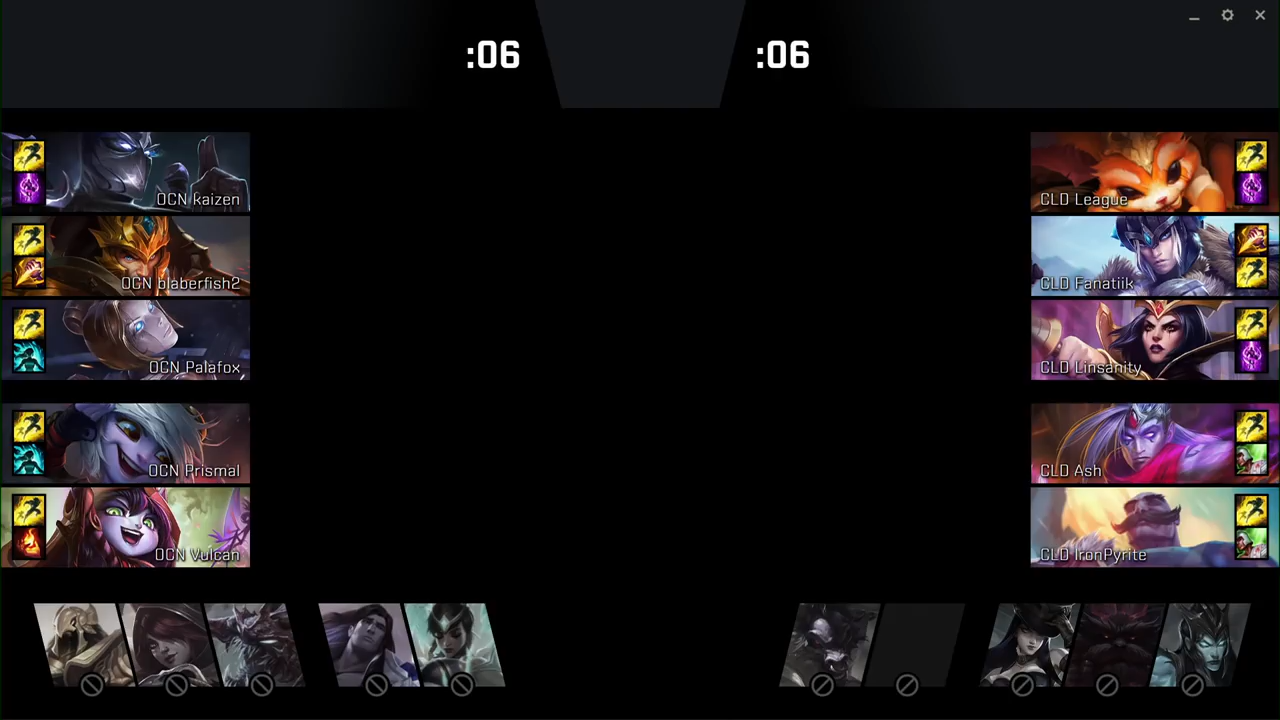 :06
:06
OCN kaizen
CLD League
OCN blaberfish2
CLD Fanatiik
OCN Palafox
CLD Linsanity
OCN Prismal
CLD Ash
OCN Vulcan
CLD IronPyrite